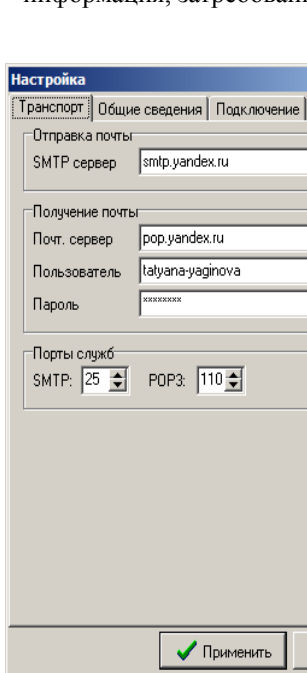 Настройка
Транспорт Общие сведения Подключение
Отправка почты
SMTP сервер smtp.yandex.ru
Получение почты
Почт. сервер pop.yandex.ru
Пользователь tatyana-yaginova
Пароль xxxxxxxx
Порты служб
SMTP: 25 POP3: 110
Применить